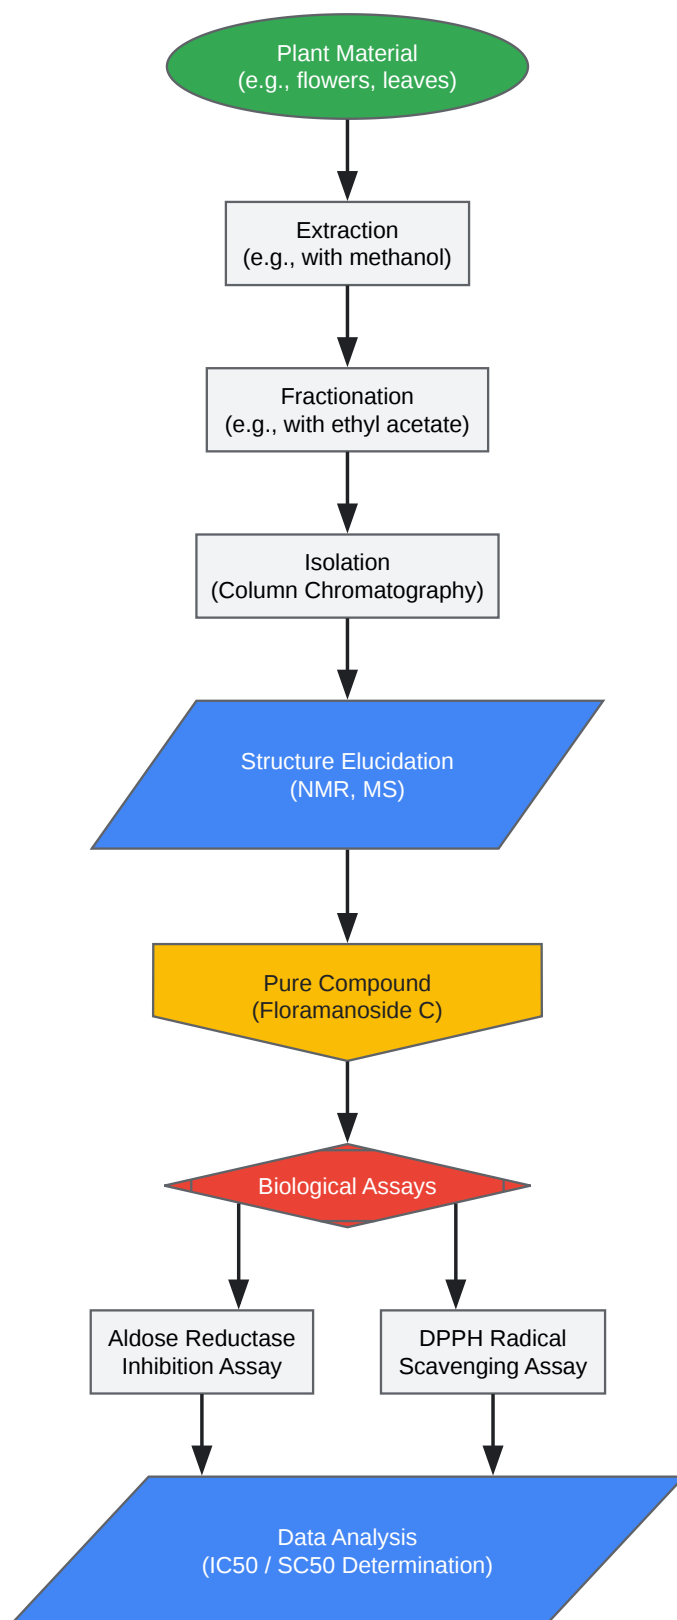 Plant Material
(e.g., flowers, leaves)
Extraction
(e.g., with methanol)
Fractionation
(e.g., with ethyl acetate)
Isolation
(Column Chromatography)
Structure Elucidation
(NMR, MS)
Pure Compound
(Floramanoside C)
Biological Assays
Aldose Reductase
Inhibition Assay
DPPH Radical
Scavenging Assay
Data Analysis
(IC50 / SC50 Determination)